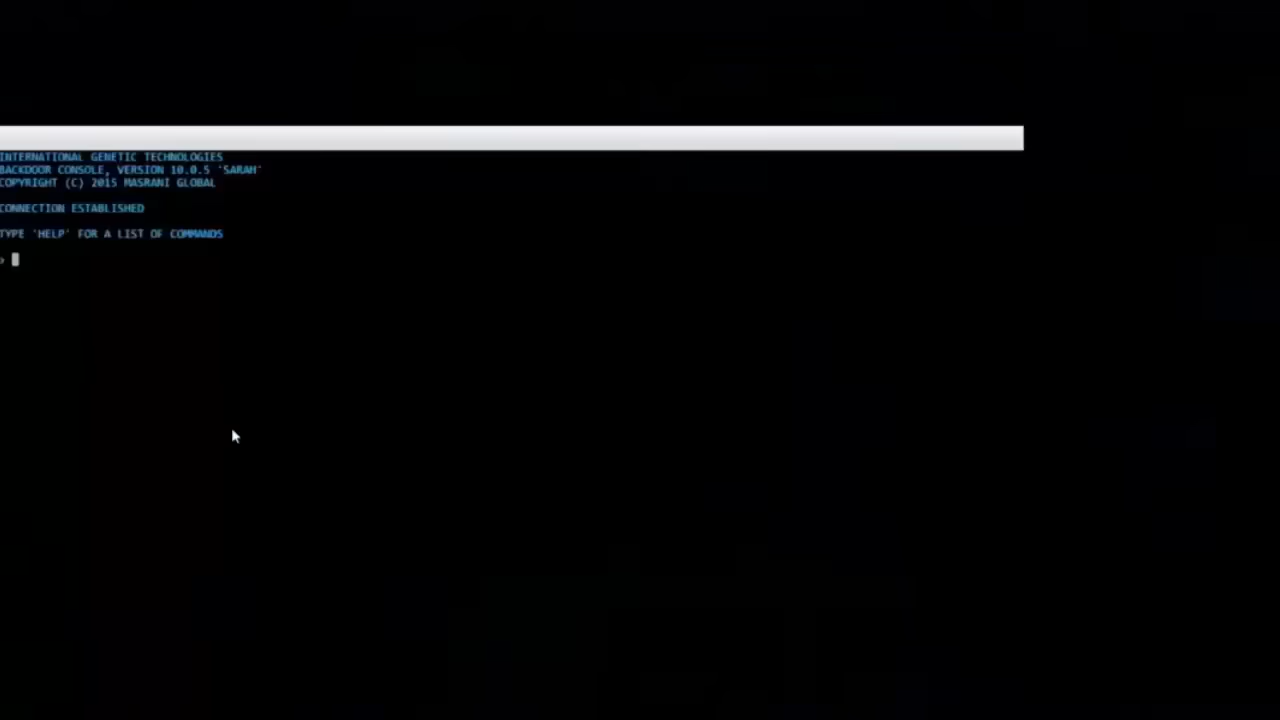 INTERNATIONAL GENETIC TECHNOLOGIES
BACKDOOR CONSOLE, VERSION 10.0.5 'SARAH'
COPYRIGHT (C) 2015 MASRANI GLOBAL
CONNECTION ESTABLISHED
TYPE 'HELP' FOR A LIST OF COMMANDS
>